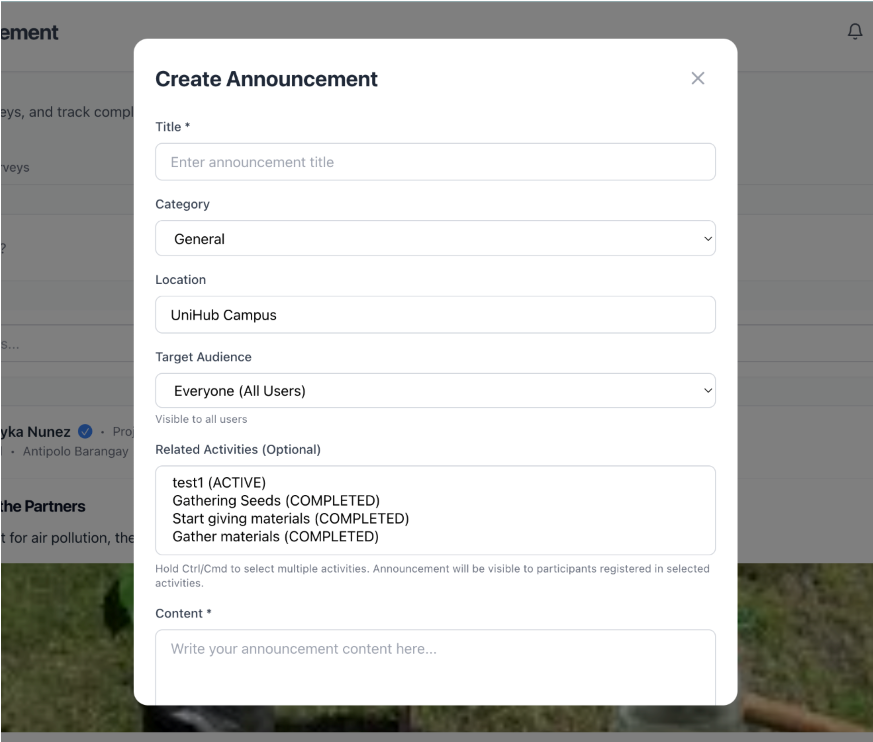 ement
Create Announcement
eys, and track compl
Title *
Enter announcement title
veys
Category
?
General
Location
UniHub Campus
s...
Target Audience
Everyone (All Users)
Visible to all users
yka Nunez · Proj
· Antipolo Barangay
Related Activities (Optional)
test1 (ACTIVE)
Gathering Seeds (COMPLETED)
Start giving materials (COMPLETED)
Gather materials (COMPLETED)
the Partners
t for air pollution, the
Hold Ctrl/Cmd to select multiple activities. Announcement will be visible to participants registered in selected
activities.
Content *
Write your announcement content here...